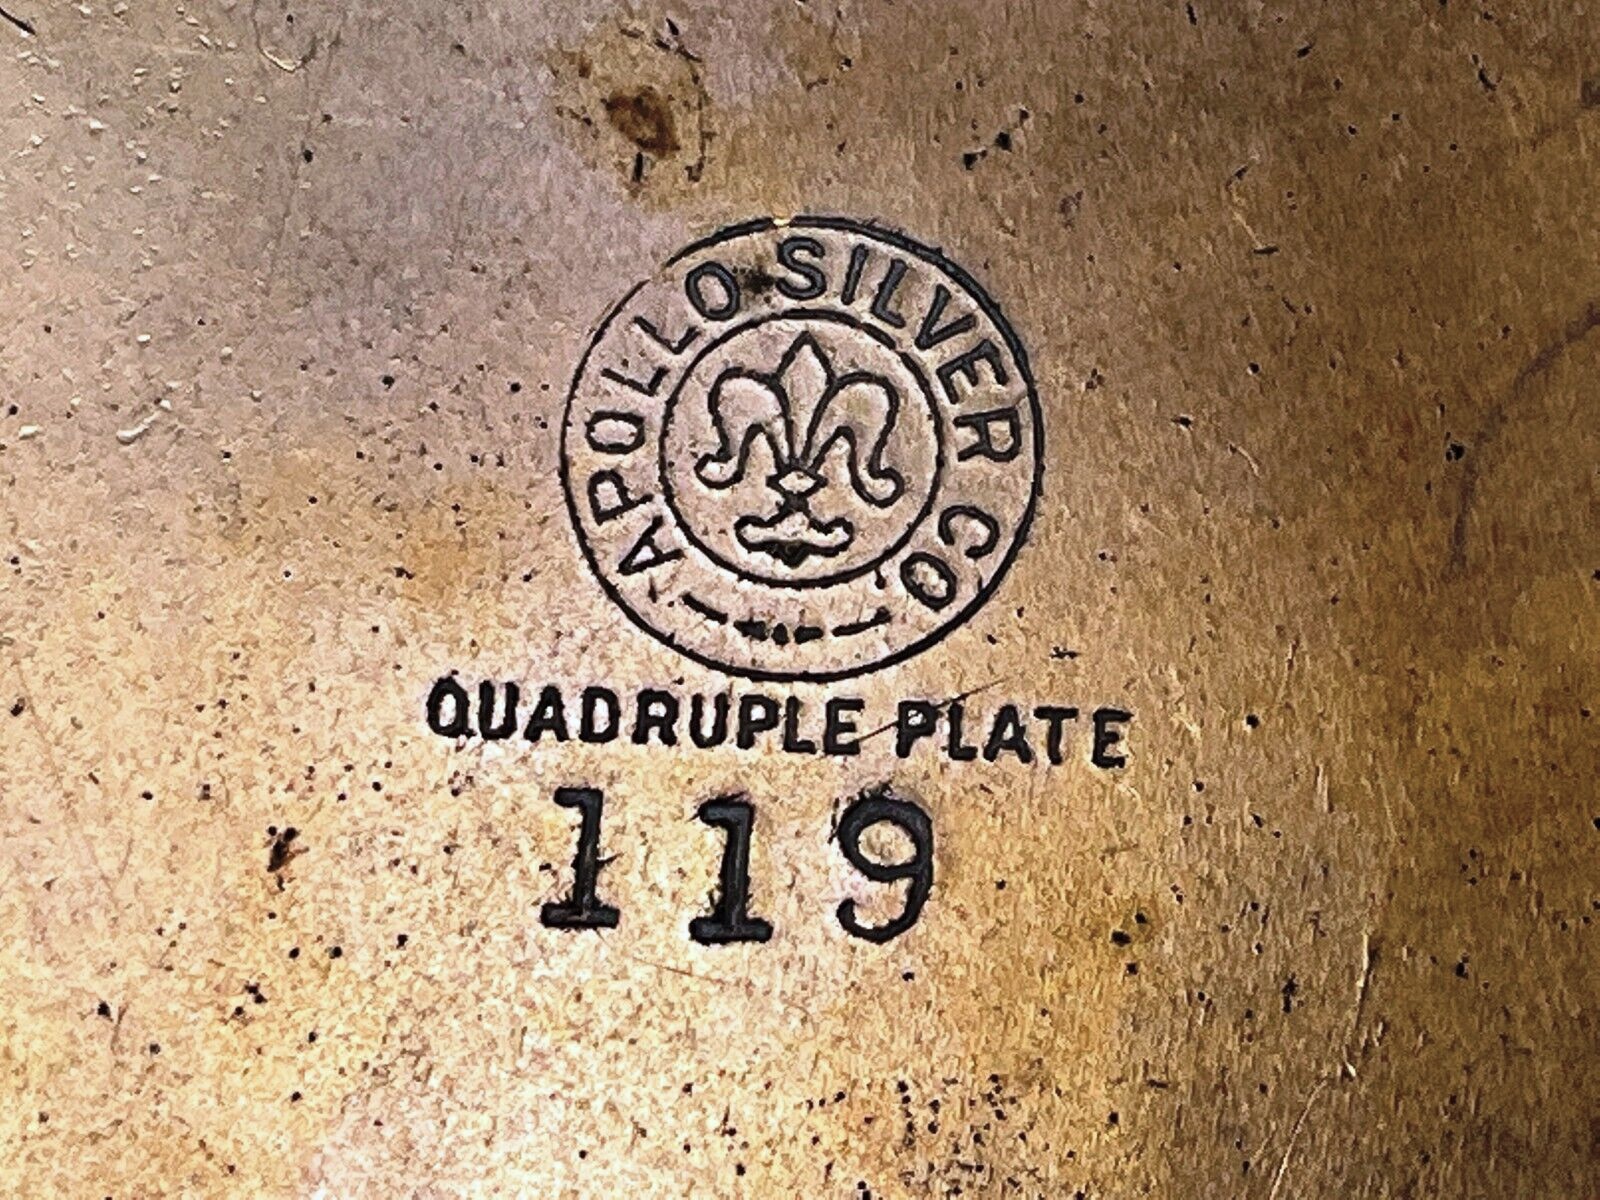 APOLLO SILVER CO
QUADRUPLE PLATE
119